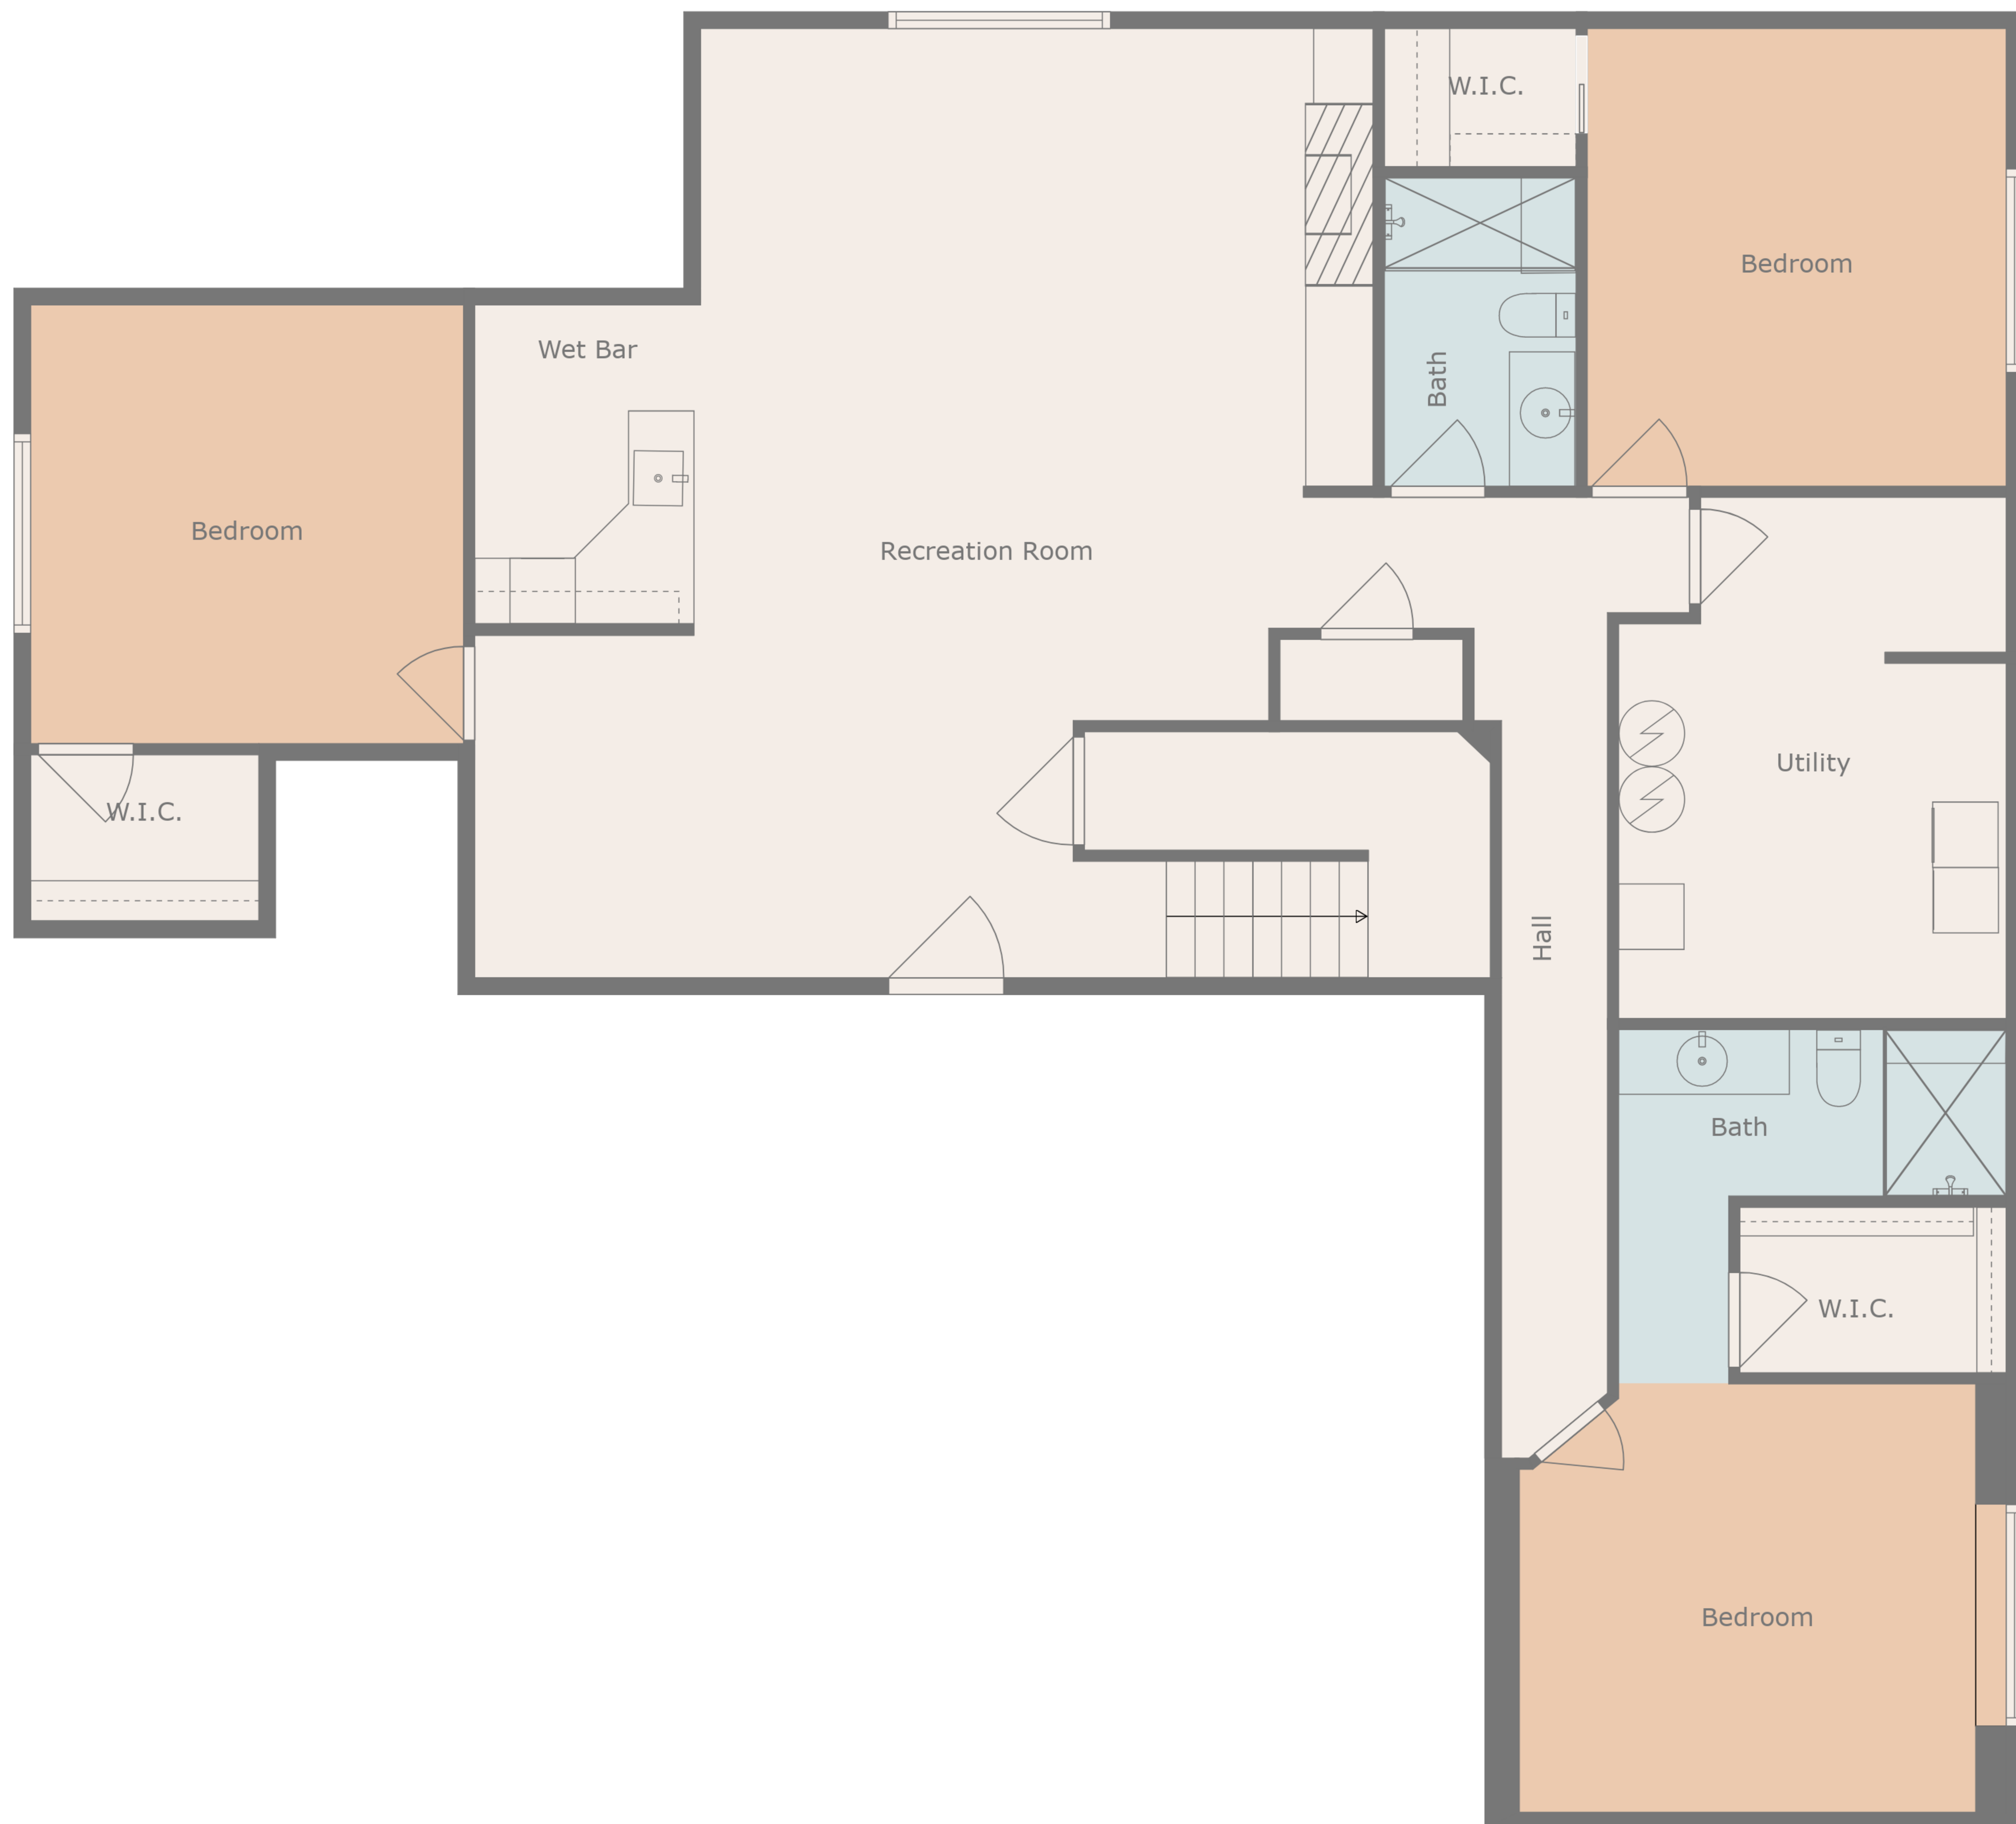 W.I.C.
Bedroom
Wet Bar
Bath
Bedroom
Recreation Room
Utility
W.I.C.
Hall
Bath
W.I.C.
Bedroom